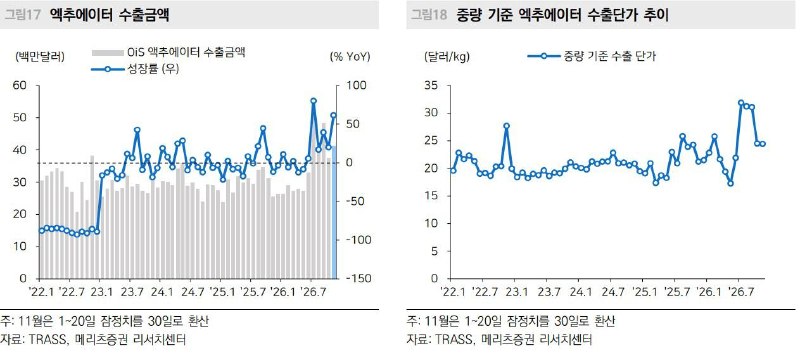 그림17 엑추에이터 수출금액
(백만달러)
OiS 액추에이터 수출금액
성장률 (우)
(% YoY)
60
50
40
30
20
10
0
100
50
0
-50
-100
-150
'22.1 '22.7 23.1 '23.7 24.1 '24.7 '25.1 '25.7 '26.1 '26.7
주: 11월은 1~20일 잠정치를 30일로 환산
자료: TRASS, 메리츠증권 리서치센터
그림18 중량 기준 엑추에이터 수출단가 추이
(달러/kg)
중량 기준 수출 단가
35
30
25
20
15
10
5
0
'22.1 '22.7 '23.1 '23.7 '24.1 '24.7 '25.1 '25.7 '26.1 '26.7
주: 11월은 1~20일 잠정치를 30일로 환산
자료: TRASS, 메리츠증권 리서치센터